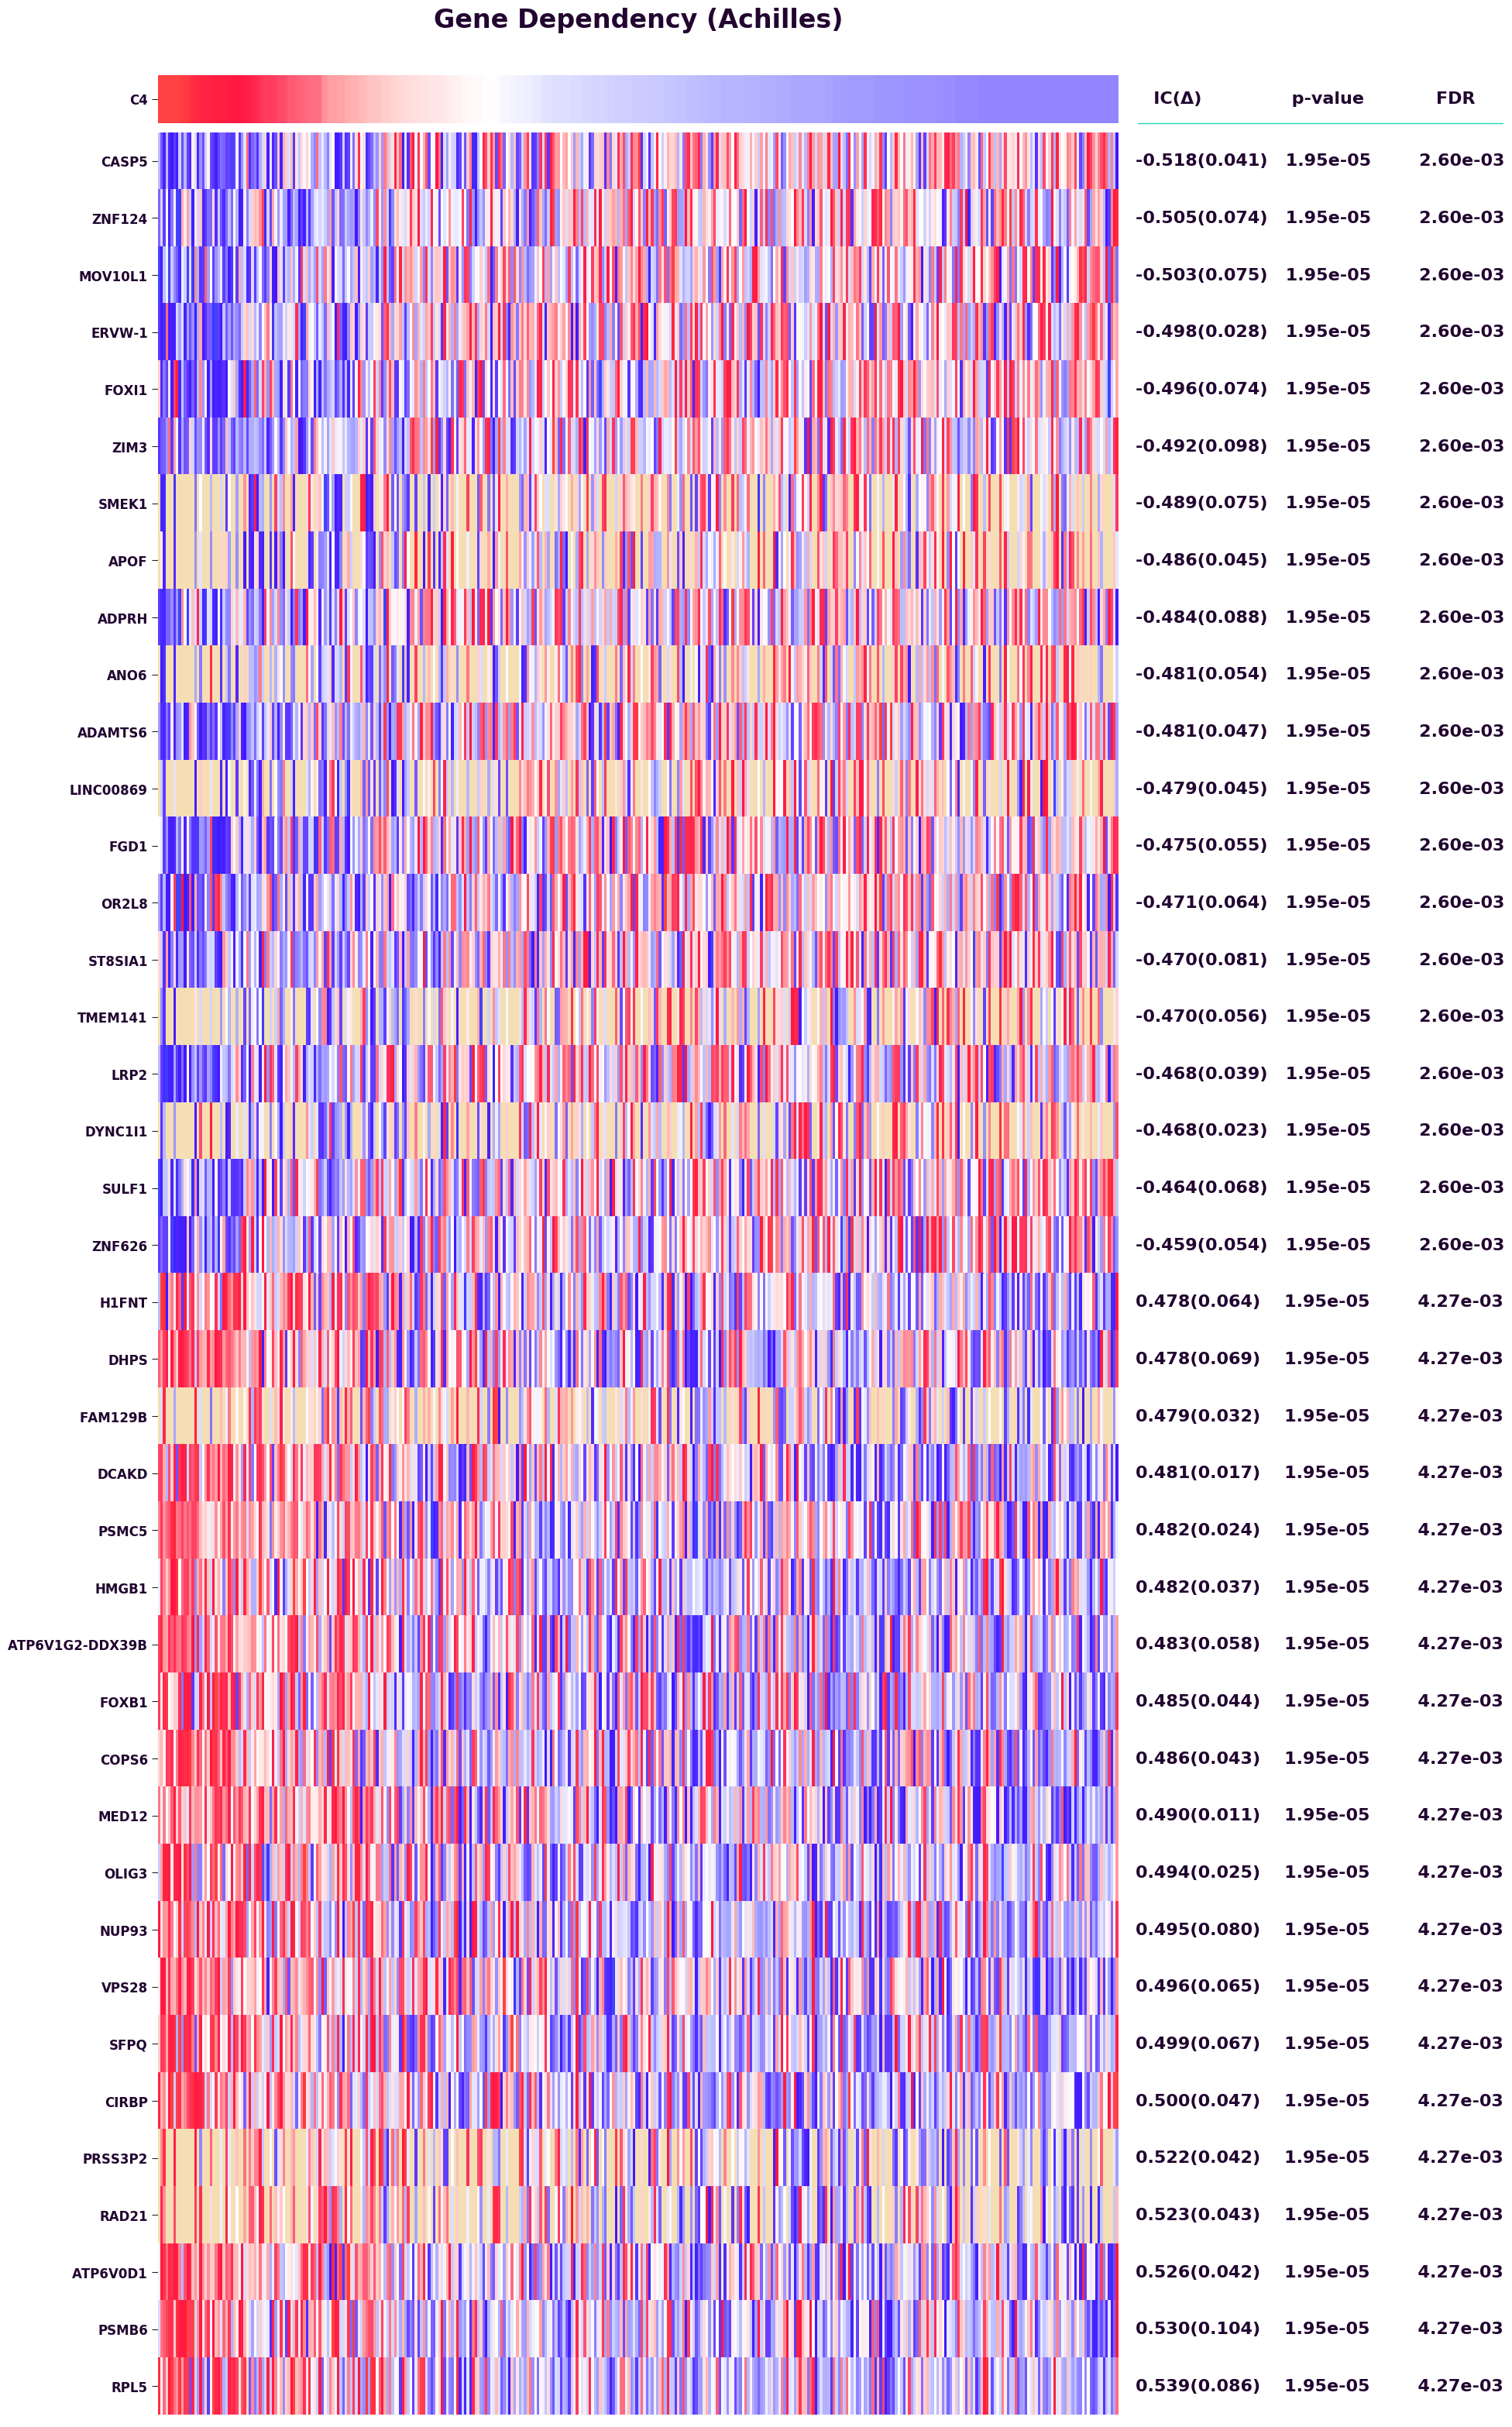 Gene Dependency (Achilles)
C4 IC(Δ) p-value FDR
CASP5 -0.518(0.041) 1.95e-05 2.60e-03
ZNF124 -0.505(0.074) 1.95e-05 2.60e-03
MOV10L1 -0.503(0.075) 1.95e-05 2.60e-03
ERVW-1 -0.498(0.028) 1.95e-05 2.60e-03
FOXI1 -0.496(0.074) 1.95e-05 2.60e-03
ZIM3 -0.492(0.098) 1.95e-05 2.60e-03
SMEK1 -0.489(0.075) 1.95e-05 2.60e-03
APOF -0.486(0.045) 1.95e-05 2.60e-03
ADPRH -0.484(0.088) 1.95e-05 2.60e-03
ANO6 -0.481(0.054) 1.95e-05 2.60e-03
ADAMTS6 -0.481(0.047) 1.95e-05 2.60e-03
LINC00869 -0.479(0.045) 1.95e-05 2.60e-03
FGD1 -0.475(0.055) 1.95e-05 2.60e-03
OR2L8 -0.471(0.064) 1.95e-05 2.60e-03
ST8SIA1 -0.470(0.081) 1.95e-05 2.60e-03
TMEM141 -0.470(0.056) 1.95e-05 2.60e-03
LRP2 -0.468(0.039) 1.95e-05 2.60e-03
DYNC1I1 -0.468(0.023) 1.95e-05 2.60e-03
SULF1 -0.464(0.068) 1.95e-05 2.60e-03
ZNF626 -0.459(0.054) 1.95e-05 2.60e-03
H1FNT 0.478(0.064) 1.95e-05 4.27e-03
DHPS 0.478(0.069) 1.95e-05 4.27e-03
FAM129B 0.479(0.032) 1.95e-05 4.27e-03
DCAKD 0.481(0.017) 1.95e-05 4.27e-03
PSMC5 0.482(0.024) 1.95e-05 4.27e-03
HMGB1 0.482(0.037) 1.95e-05 4.27e-03
ATP6V1G2-DDX39B 0.483(0.058) 1.95e-05 4.27e-03
FOXB1 0.485(0.044) 1.95e-05 4.27e-03
COPS6 0.486(0.043) 1.95e-05 4.27e-03
MED12 0.490(0.011) 1.95e-05 4.27e-03
OLIG3 0.494(0.025) 1.95e-05 4.27e-03
NUP93 0.495(0.080) 1.95e-05 4.27e-03
VPS28 0.496(0.065) 1.95e-05 4.27e-03
SFPQ 0.499(0.067) 1.95e-05 4.27e-03
CIRBP 0.500(0.047) 1.95e-05 4.27e-03
PRSS3P2 0.522(0.042) 1.95e-05 4.27e-03
RAD21 0.523(0.043) 1.95e-05 4.27e-03
ATP6V0D1 0.526(0.042) 1.95e-05 4.27e-03
PSMB6 0.530(0.104) 1.95e-05 4.27e-03
RPL5 0.539(0.086) 1.95e-05 4.27e-03